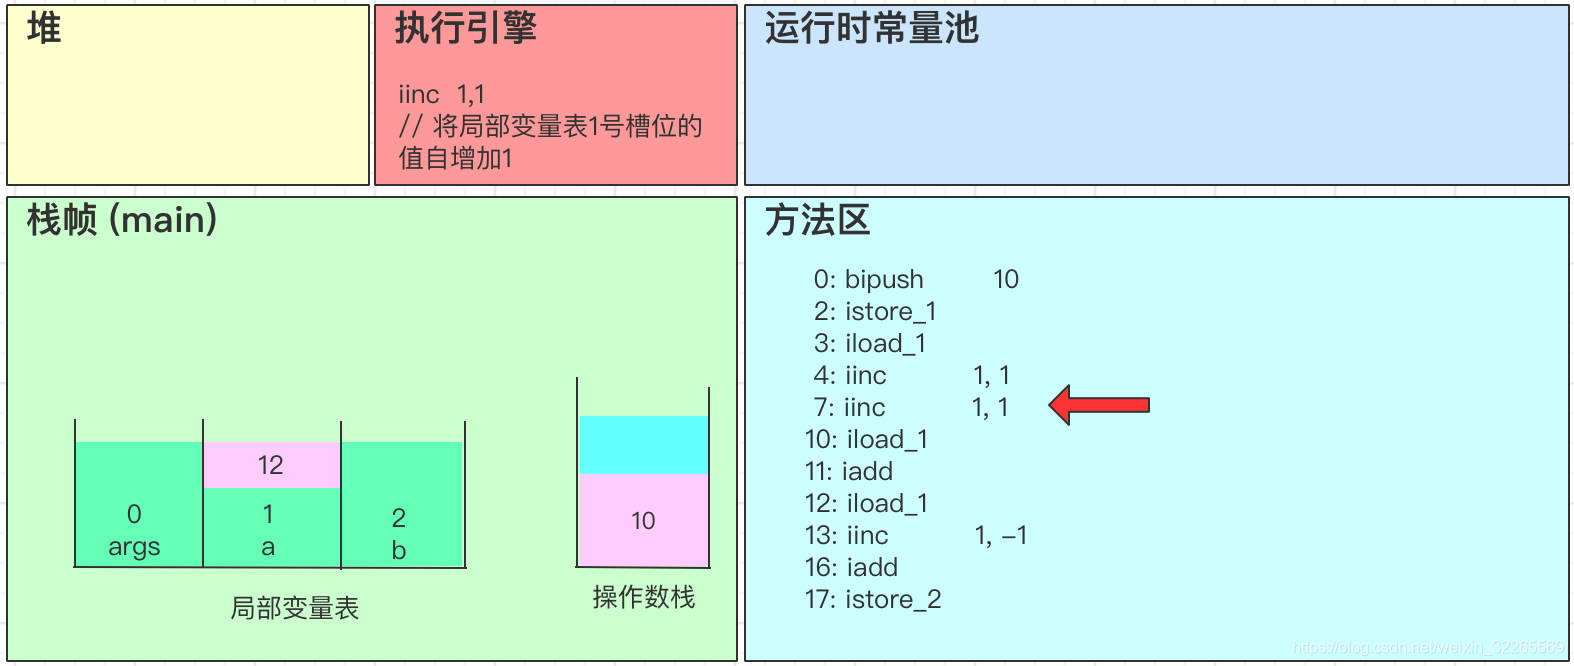 堆
执行引擎
iinc 1,1
// 将局部变量表1号槽位的
值自增加1
运行时常量池
栈帧 (main)
12
0
1
2
args
a
b
局部变量表
10
操作数栈
方法区
0: bipush 10
2: istore_1
3: iload_1
4: iinc 1, 1
7: iinc 1, 1
10: iload_1
11: iadd
12: iload_1
13: iinc 1, -1
16: iadd
17: istore_2
https://blog.csdn.net/weixin_32265569